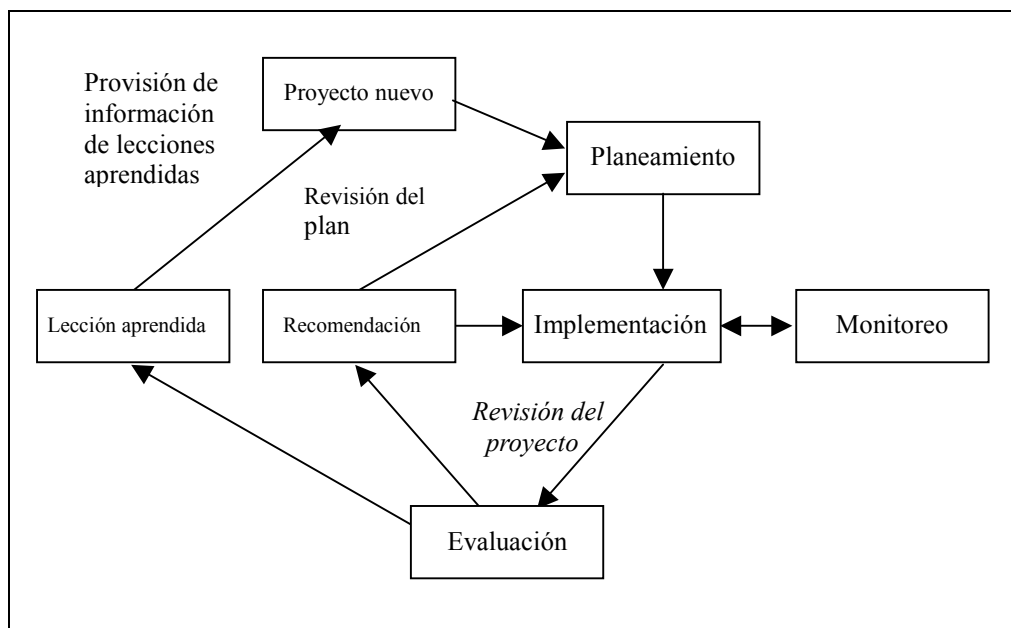 Provisión de
información
de lecciones
aprendidas
Proyecto nuevo
Planeamiento
Revisión del
plan
Lección aprendida
Recomendación
Implementación
Monitoreo
Revisión del
proyecto
Evaluación